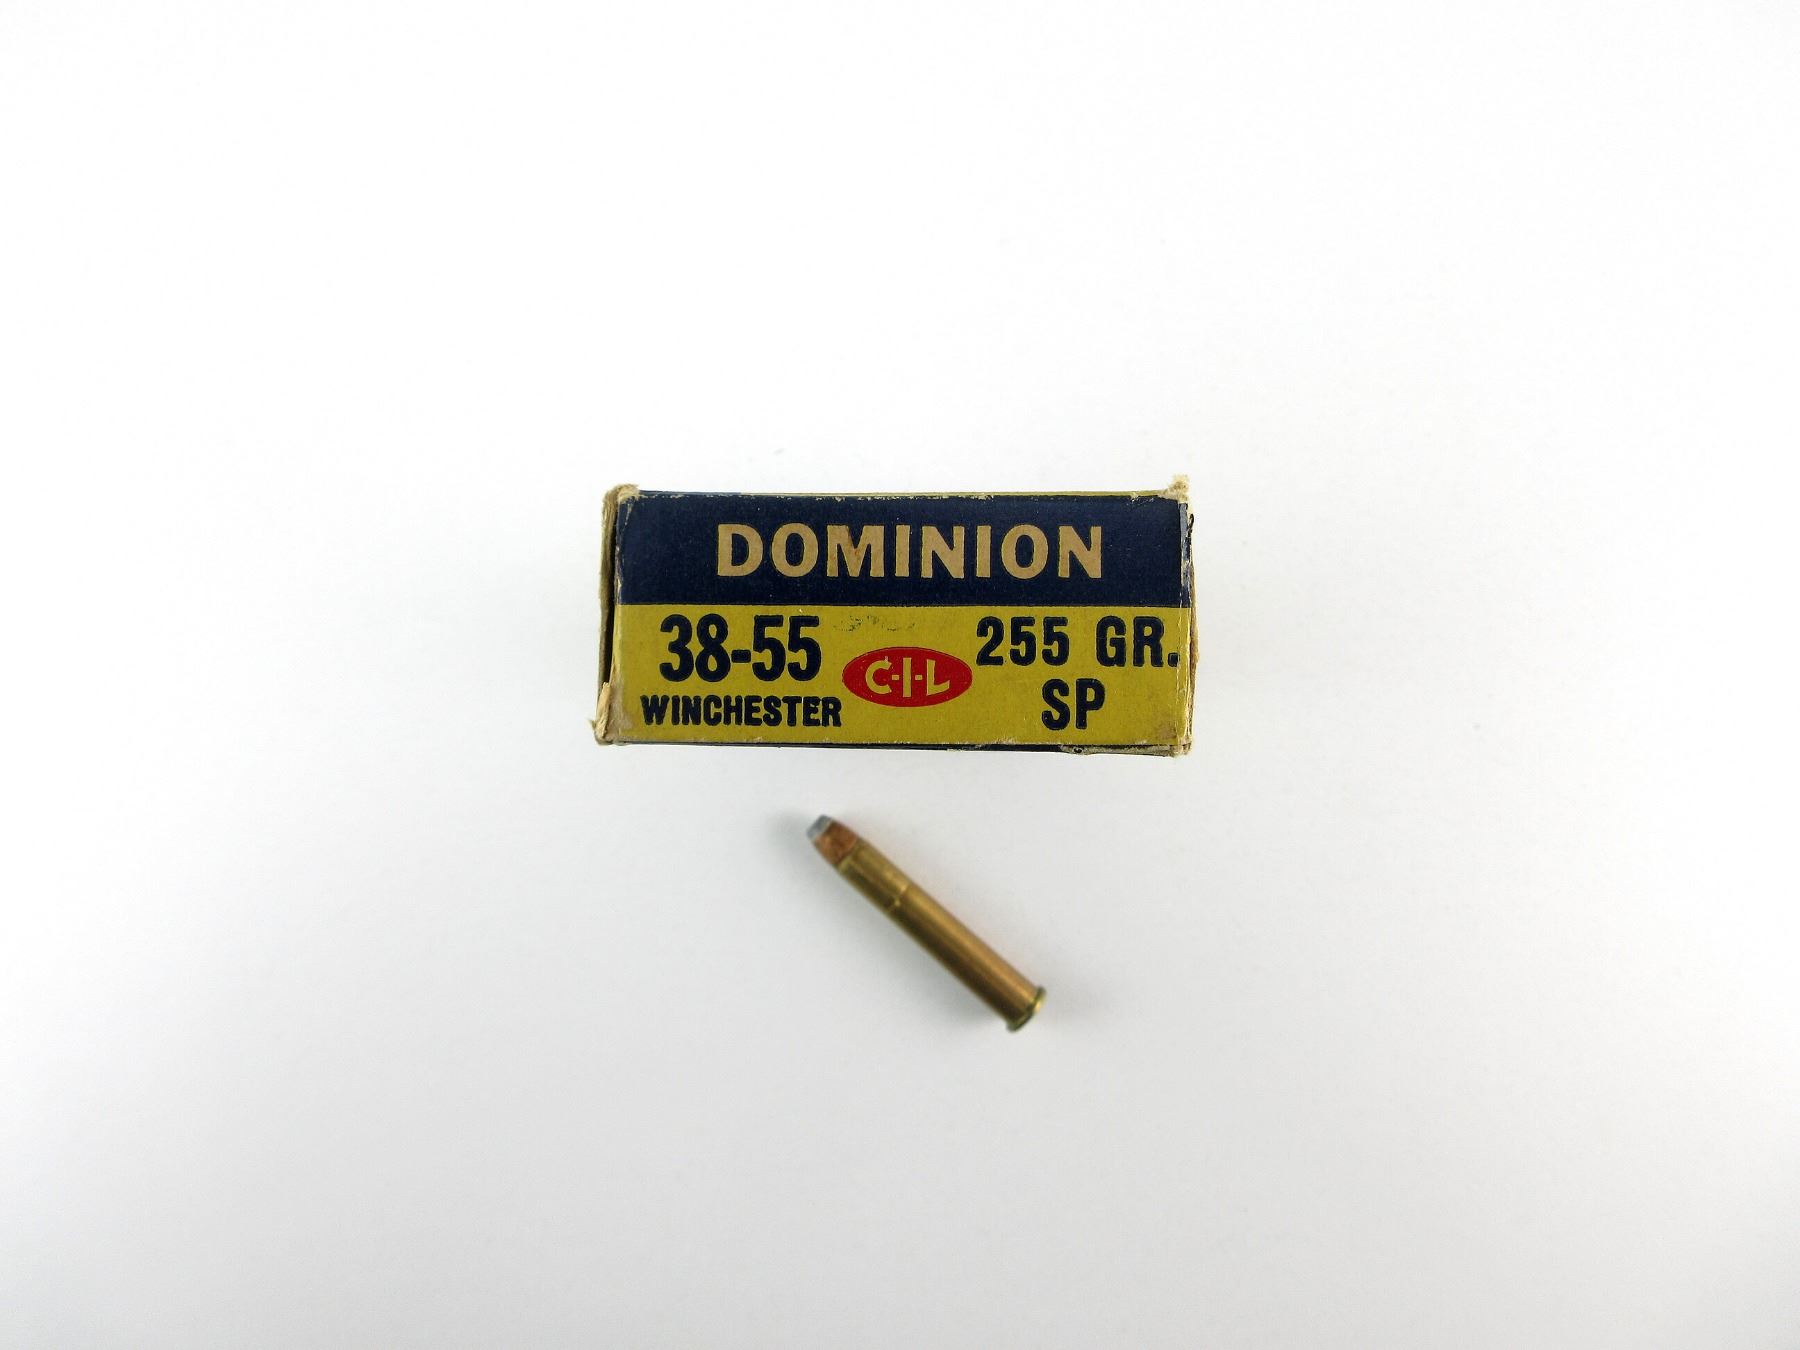 DOMINION
38-55
WINCHESTER
C-I-L
255 GR.
SP